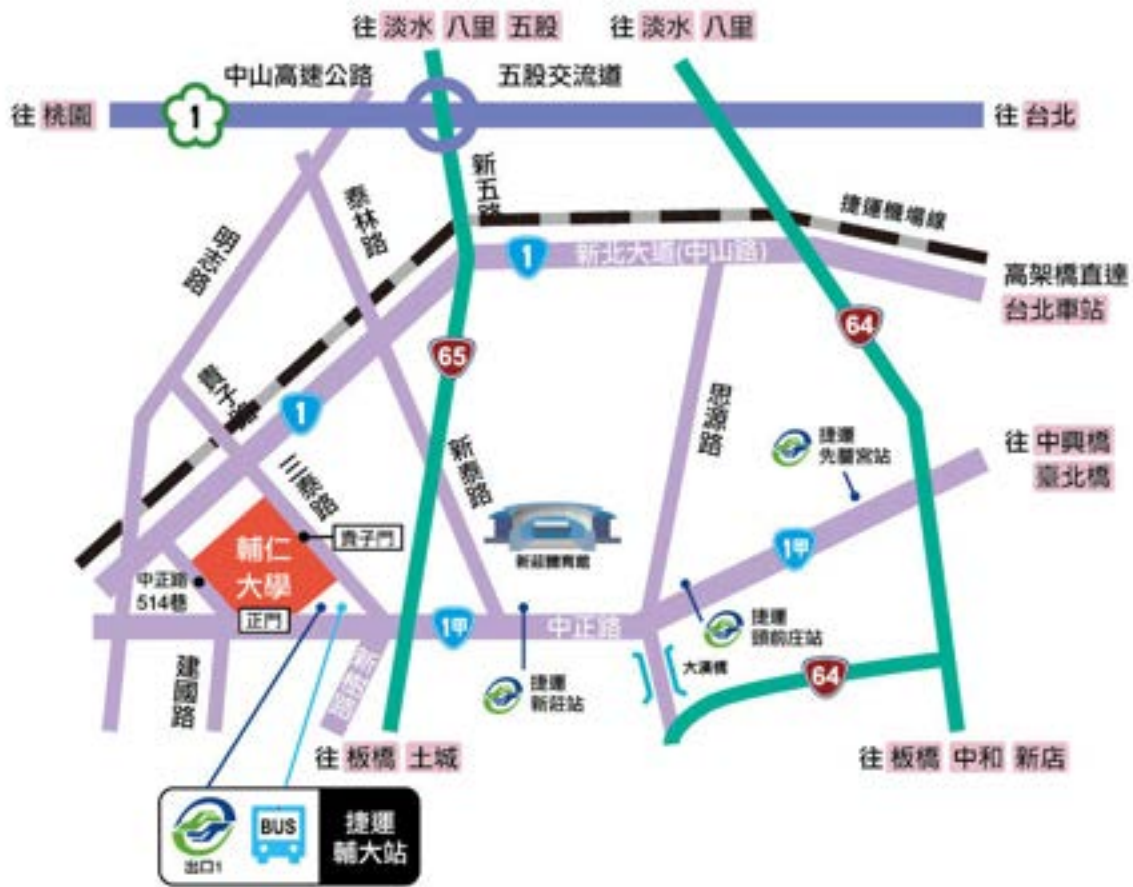 往 淡水 八里 五股
往 淡水 八里
中山高速公路
五股交流道
往 桃園
1
往 台北
新五路
泰林路
明志路
捷運機場線
1
新北大道(中山路)
高架橋直達
台北車站
65
64
貴子路
1
思源路
新泰路
捷運
先嗇宮站
往 中興橋
臺北橋
三泰路
輔仁
大學
貴子門
新莊體育館
1甲
中正路
514巷
正門
1甲
中正路
捷運
頭前庄站
建國路
捷運
新莊站
大漢橋
64
往 板橋 土城
往 板橋 中和 新店
BUS
出口1
捷運
輔大站